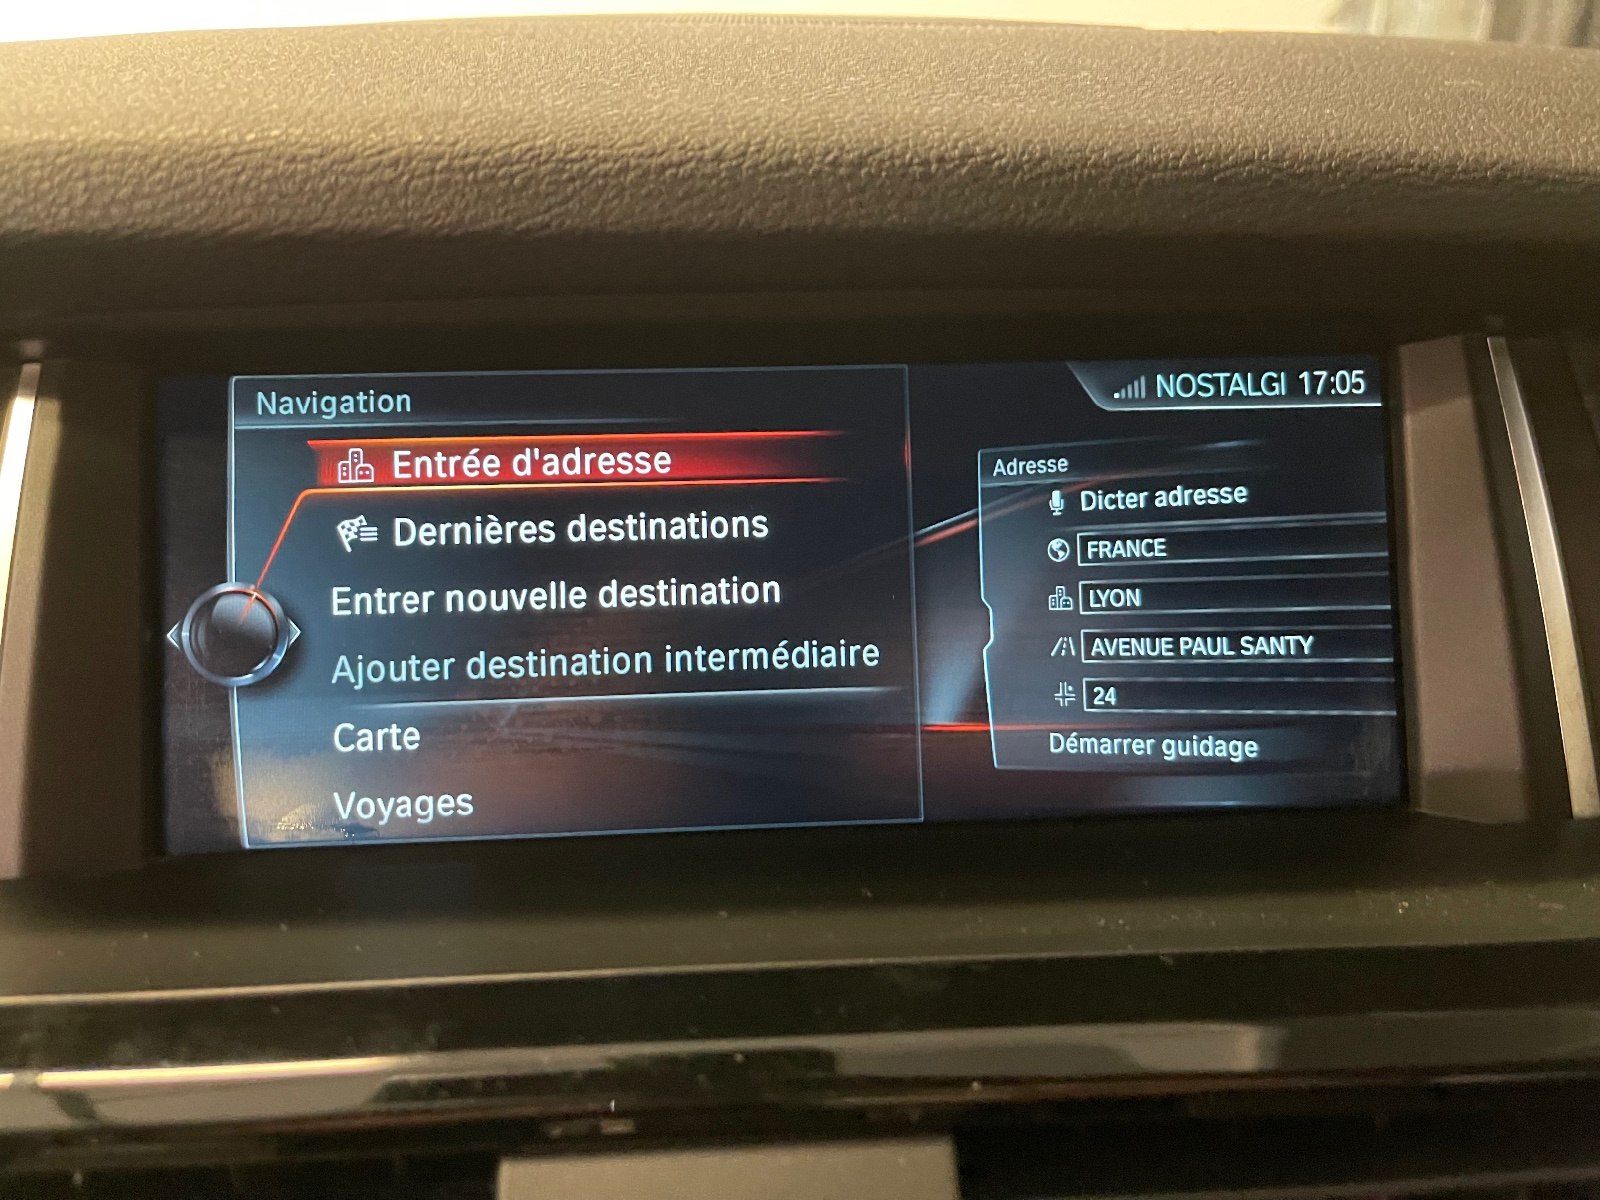 Navigation
Entrée d'adresse
Dernières destinations
Entrer nouvelle destination
Ajouter destination intermédiaire
Carte
Voyages
NOSTALGI 17:05
Adresse
Dicter adresse
FRANCE
LYON
AVENUE PAUL SANTY
24
Démarrer guidage